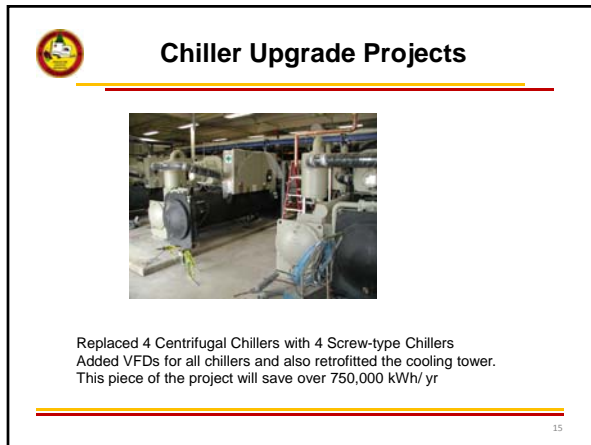 Chiller Upgrade Projects
Replaced 4 Centrifugal Chillers with 4 Screw-type Chillers
Added VFDs for all chillers and also retrofitted the cooling tower.
This piece of the project will save over 750,000 kWh/ yr
15